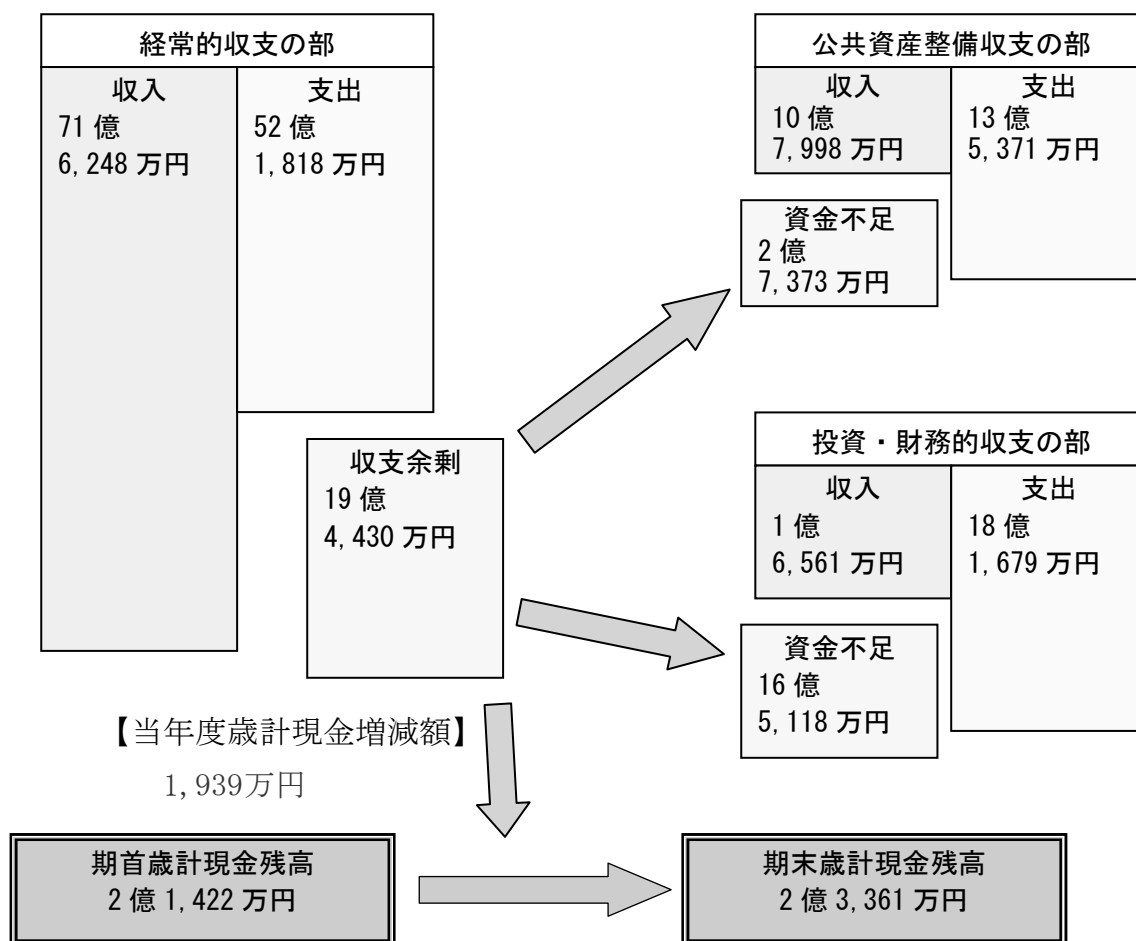 経常的収支の部
収入
71 億
6,248 万円
支出
52 億
1,818 万円
収支余剰
19 億
4,430 万円
公共資産整備収支の部
収入
10 億
7,998 万円
支出
13 億
5,371 万円
資金不足
2 億
7,373 万円
投資・財務的収支の部
収入
1 億
6,561 万円
支出
18 億
1,679 万円
資金不足
16 億
5,118 万円
【当年度歳計現金増減額】
1,939万円
期首歳計現金残高
2 億 1,422 万円
期末歳計現金残高
2 億 3,361 万円